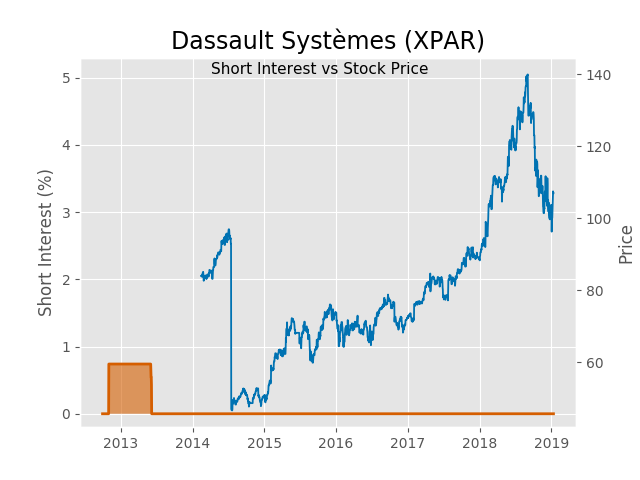 Dassault Systèmes (XPAR)
Short Interest vs Stock Price
Short Interest (%)
5
4
3
2
1
0
140
120
100
80
60
Price
2013 2014 2015 2016 2017 2018 2019